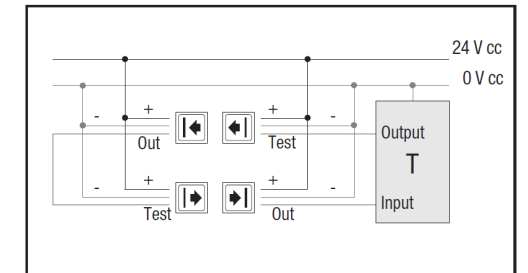 24 V cc
0 V cc
- + + -
Out Test Output
T
- + + - Input
Test Out